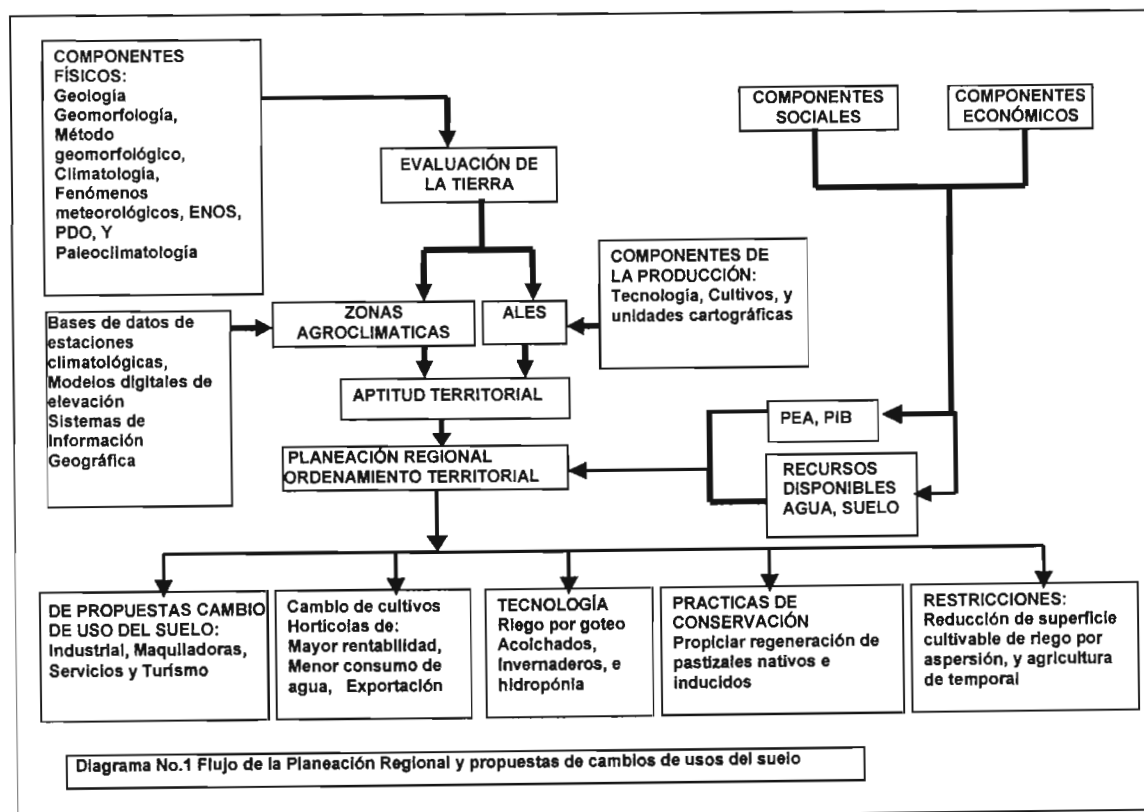 COMPONENTES
FÍSICOS:
Geología
Geomorfología,
Método
geomorfológico,
Climatología,
Fenómenos
meteorológicos, ENOS,
PDO, Y
Paleoclimatología
COMPONENTES
SOCIALES
COMPONENTES
ECONÓMICOS
EVALUACIÓN DE
LA TIERRA
COMPONENTES DE
LA PRODUCCIÓN:
Tecnología, Cultivos, y
unidades cartográficas
ZONAS
AGROCLIMATICAS
ALES
Bases de datos de
estaciones
climatológicas,
Modelos digitales de
elevación
Sistemas de
Información
Geográfica
APTITUD TERRITORIAL
PEA, PIB
PLANEACIÓN REGIONAL
ORDENAMIENTO TERRITORIAL
RECURSOS
DISPONIBLES
AGUA, SUELO
DE PROPUESTAS CAMBIO
DE USO DEL SUELO:
Industrial, Maquiladoras,
Servicios y Turísmo
Cambio de cultivos
Horticolas de:
Mayor rentabilidad,
Menor consumo de
agua, Exportación
TECNOLOGÍA
Riego por goteo
Acolchados,
Invernaderos, e
hidropónia
PRACTICAS DE
CONSERVACIÓN
Propiciar regeneración de
pastizales nativos e
inducidos
RESTRICCIONES:
Reducción de superficie
cultivable de riego por
aspersión, y agricultura
de temporal
Diagrama No.1 Flujo de la Planeación Regional y propuestas de cambios de usos del suelo